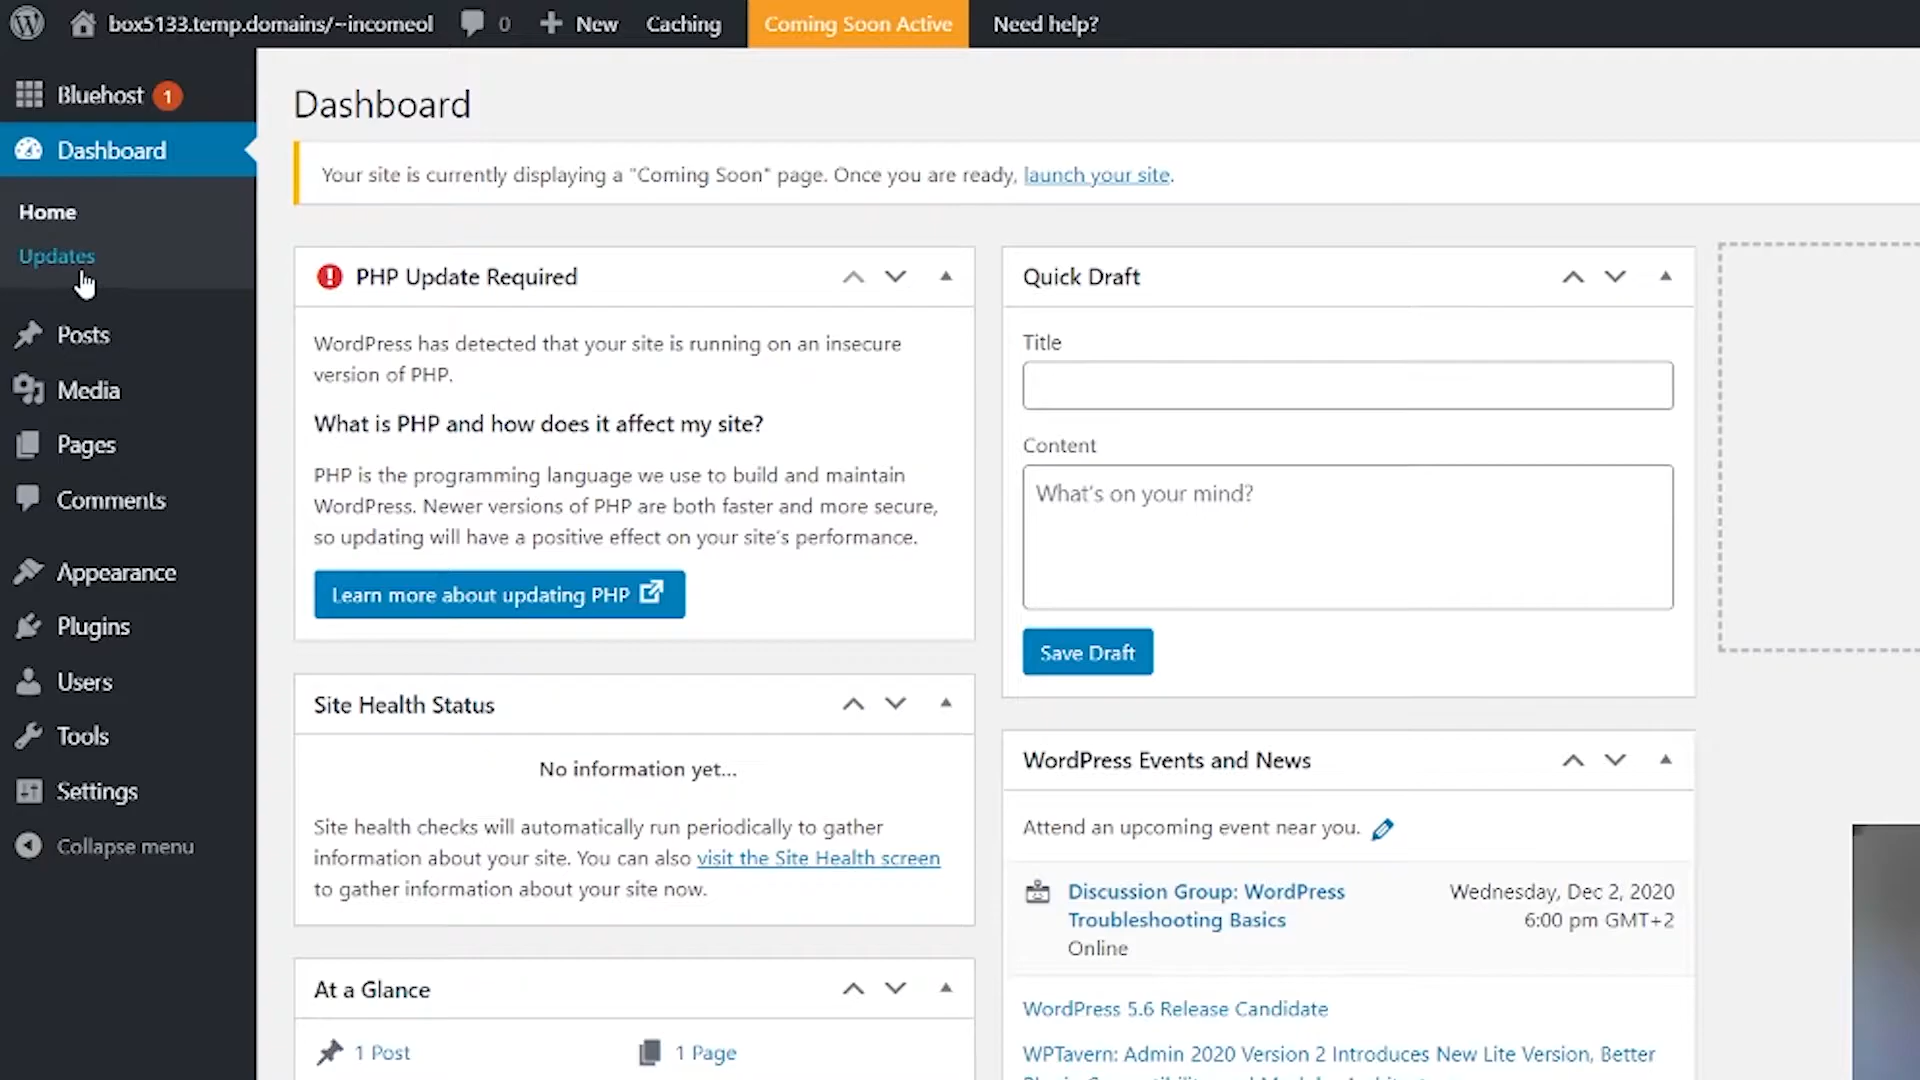 box5133.temp.domains/~incomeol
0
New
Caching
Coming Soon Active
Need help?
Bluehost 1
Dashboard
Home
Updates
Posts
Media
Pages
Comments
Appearance
Plugins
Users
Tools
Settings
Collapse menu
Dashboard
Your site is currently displaying a "Coming Soon" page. Once you are ready, launch your site.
PHP Update Required
WordPress has detected that your site is running on an insecure
version of PHP.
What is PHP and how does it affect my site?
PHP is the programming language we use to build and maintain
WordPress. Newer versions of PHP are both faster and more secure,
so updating will have a positive effect on your site's performance.
Learn more about updating PHP
Site Health Status
No information yet...
Site health checks will automatically run periodically to gather
information about your site. You can also visit the Site Health screen
to gather information about your site now.
At a Glance
1 Post
1 Page
Quick Draft
Title
Content
What's on your mind?
Save Draft
WordPress Events and News
Attend an upcoming event near you.
Discussion Group: WordPress
Troubleshooting Basics
Online
Wednesday, Dec 2, 2020
6:00 pm GMT+2
WordPress 5.6 Release Candidate
WPTavern: Admin 2020 Version 2 Introduces New Lite Version, Better